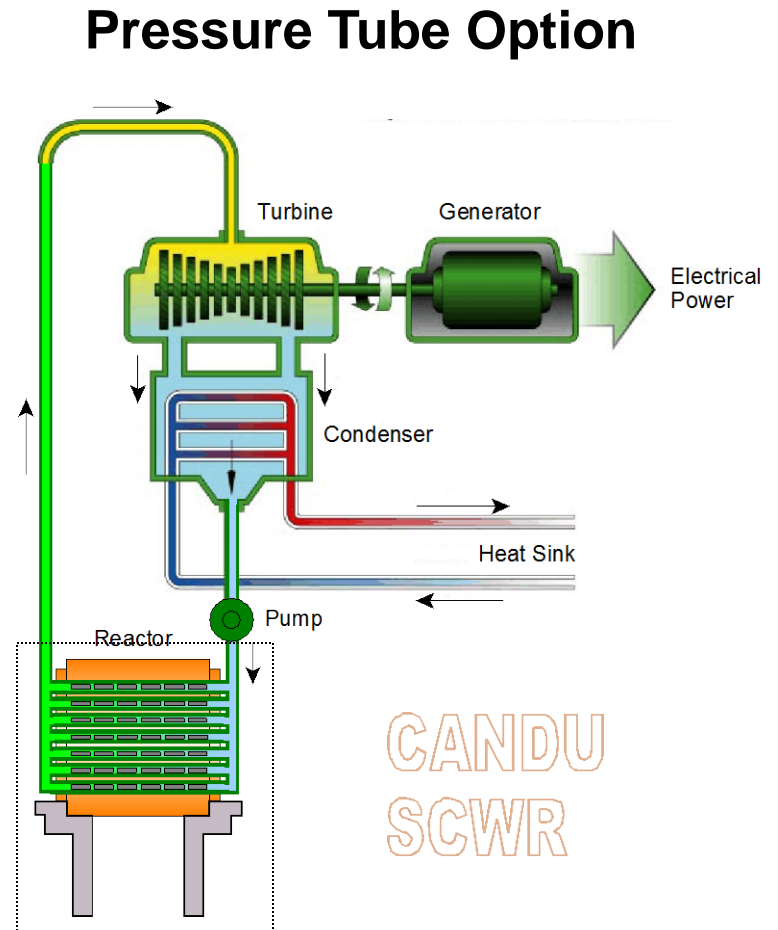 Pressure Tube Option
Turbine
Generator
Electrical
Power
Condenser
Heat Sink
Pump
Reactor
CANDU
SCWR